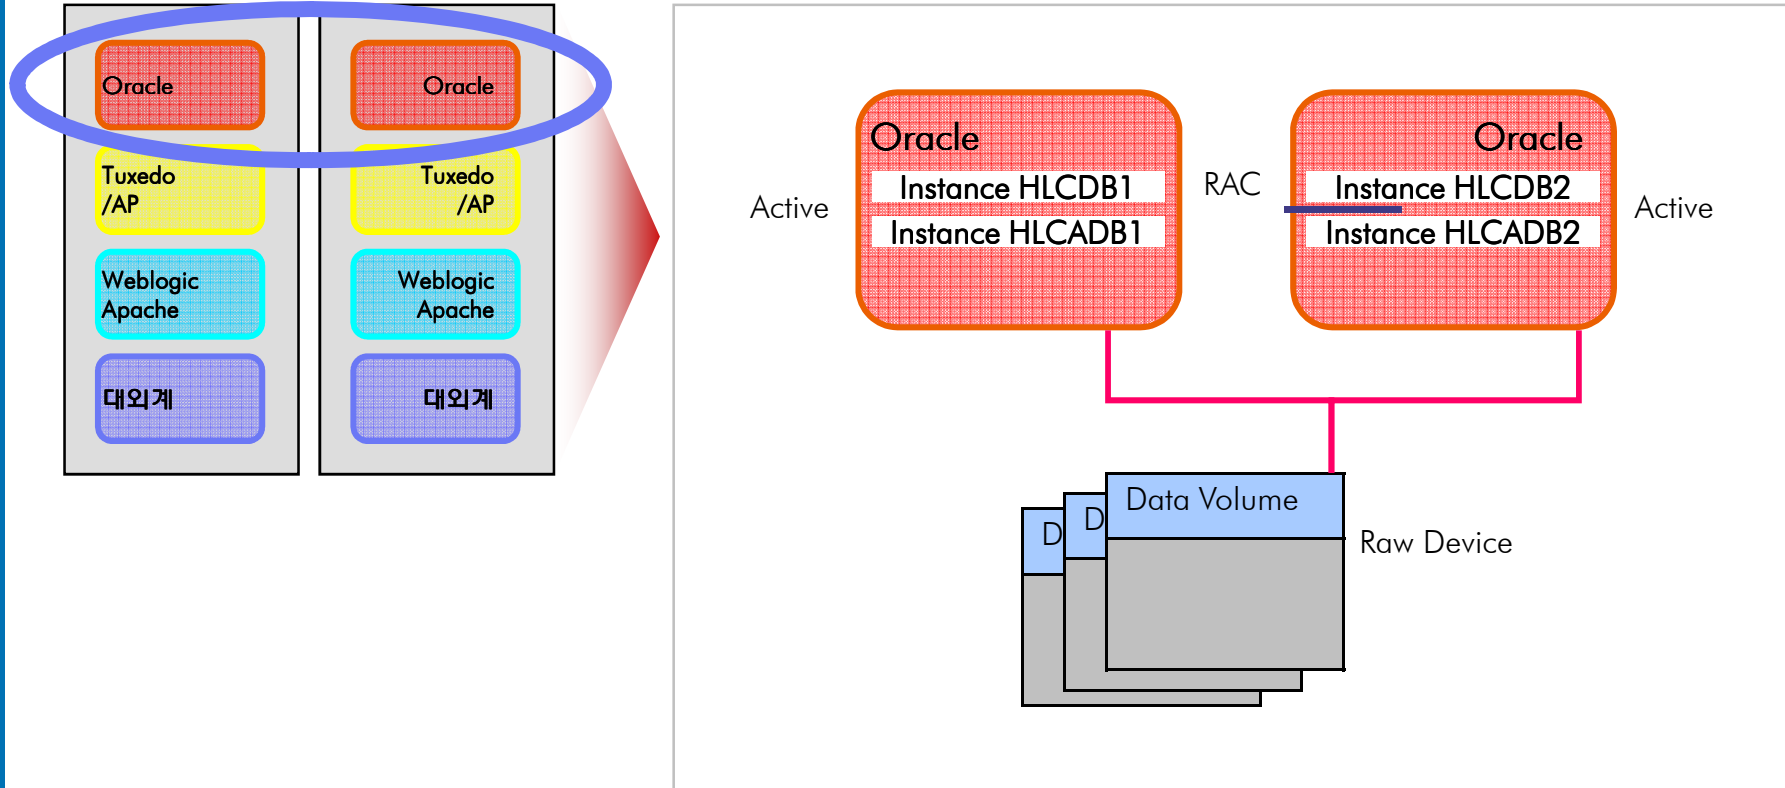 Oracle
Oracle
Tuxedo
/AP
Tuxedo
/AP
Weblogic
Apache
Weblogic
Apache
대외계
대외계
Active
Oracle
Instance HLCDB1
Instance HLCADB1
RAC
Oracle
Instance HLCDB2
Instance HLCADB2
Active
D
D
Data Volume
Raw Device